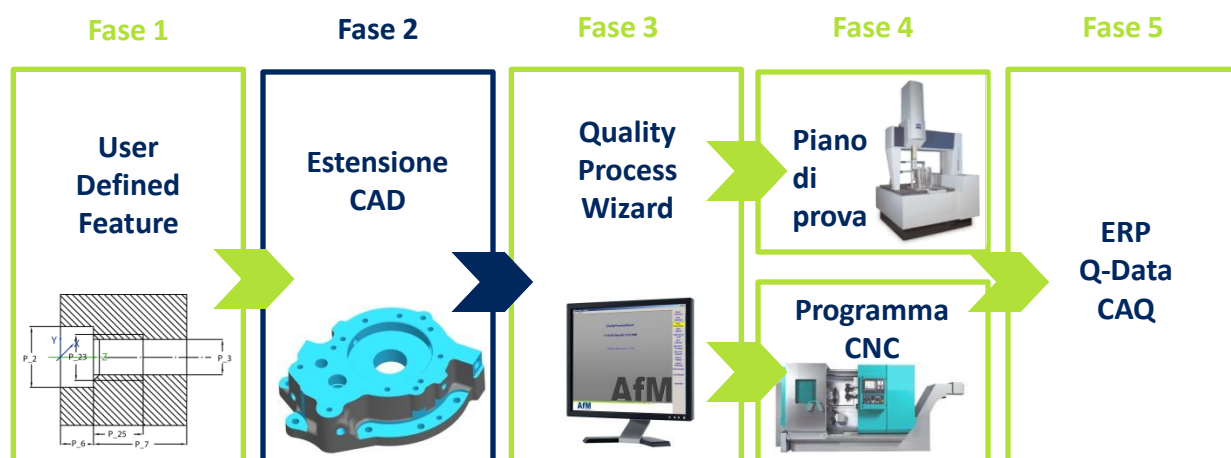 Fase 1
Fase 2
Fase 3
Fase 4
Fase 5
User
Defined
Feature
Estensione
CAD
Quality
Process
Wizard
Piano
di
prova
Programma
CNC
ERP
Q-Data
CAQ
Y
X
Z
P_2
P_23
P_3
P_25
P_6
P_7
AfM
AfM